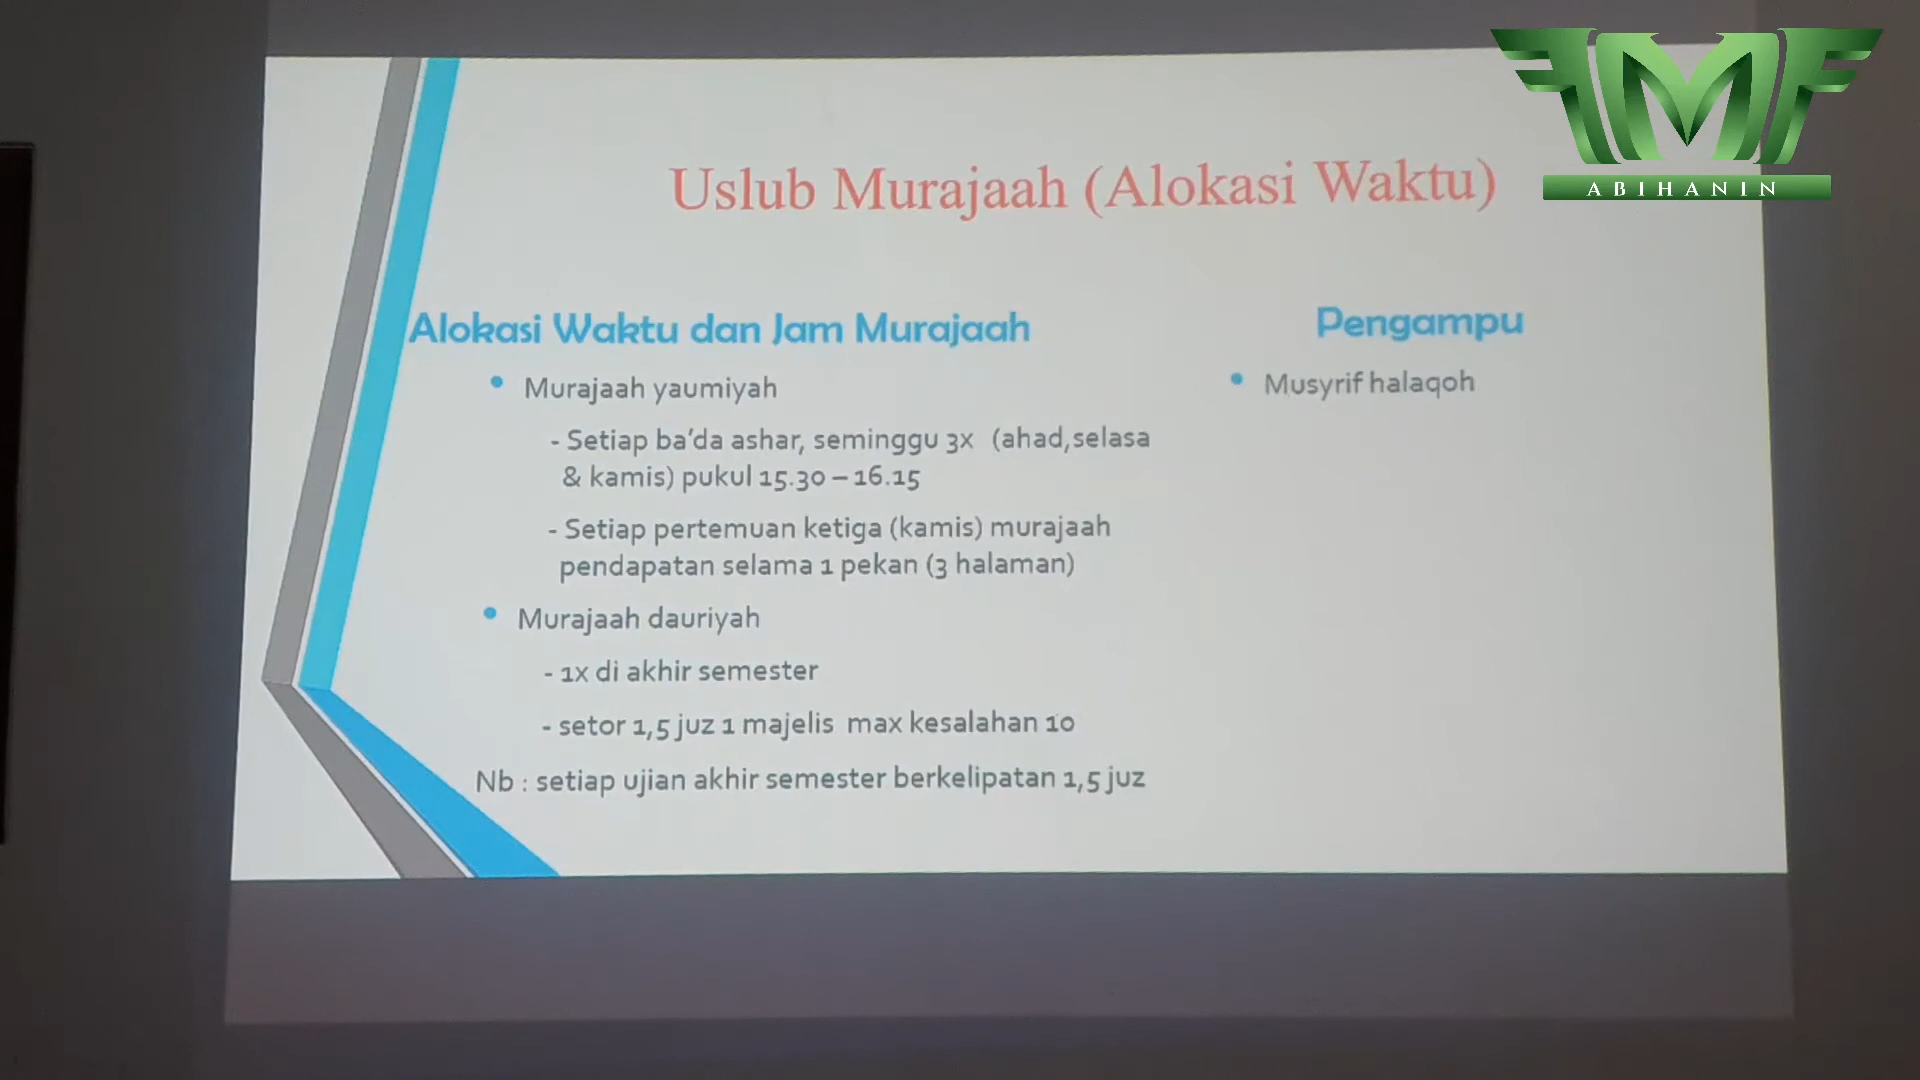 FMF
ABIHANIN
Uslub Murajaah (Alokasi Waktu)
Alokasi Waktu dan Jam Murajaah
• Murajaah yaumiyah
- Setiap ba’da ashar, seminggu 3x (ahad,selasa
& kamis) pukul 15.30 – 16.15
- Setiap pertemuan ketiga (kamis) murajaah
pendapatan selama 1 pekan (3 halaman)
• Murajaah dauriyah
- 1x di akhir semester
- setor 1,5 juz 1 majelis max kesalahan 10
Nb : setiap ujian akhir semester berkelipatan 1,5 juz
Pengampu
• Musyrif halaqoh